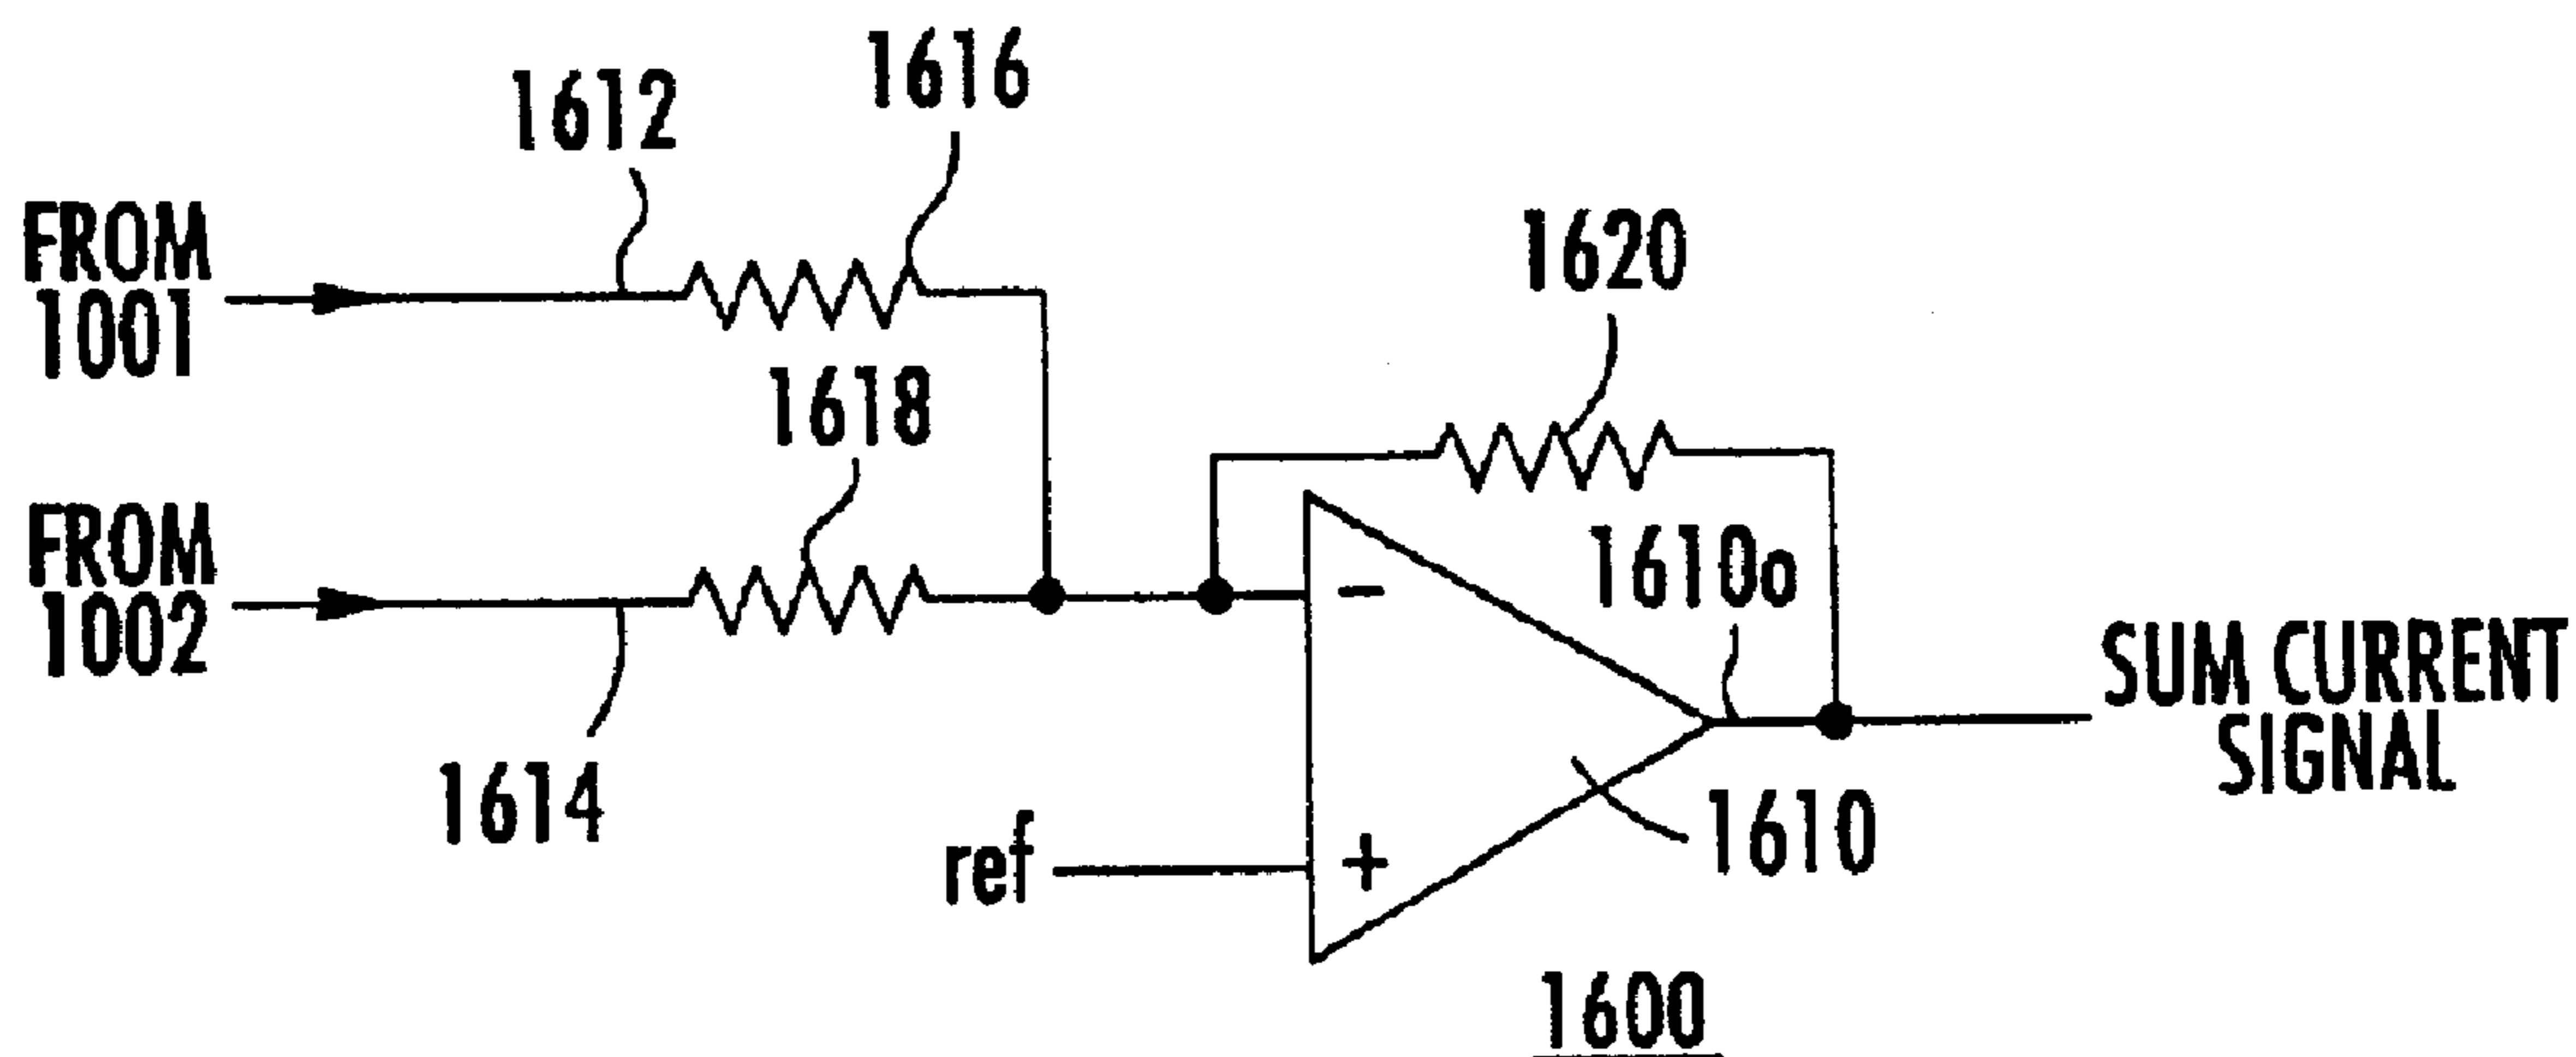 1616
1612
FROM
1001
1620
1618
FROM
1002
1610o
-
SUM CURRENT
SIGNAL
1614
1610
ref
+
1600